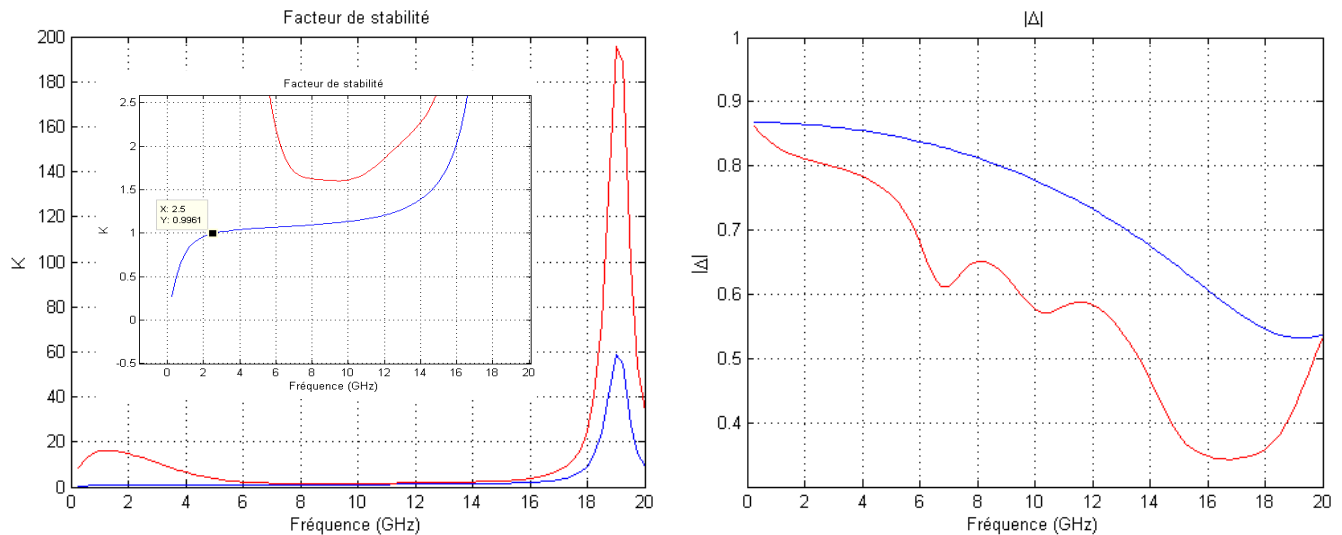 Facteur de stabilité
200
180
160
140
120
100
80
60
40
20
0
K
0 2 4 6 8 10 12 14 16 18 20
Fréquence (GHz)
Facteur de stabilité
2.5
2
1.5
1
0.5
0
-0.5
K
X: 2.5
Y: 0.9961
0 2 4 6 8 10 12 14 16 18 20
Fréquence (GHz)
|Δ|
1
0.9
0.8
0.7
0.6
0.5
0.4
|Δ|
0 2 4 6 8 10 12 14 16 18 20
Fréquence (GHz)